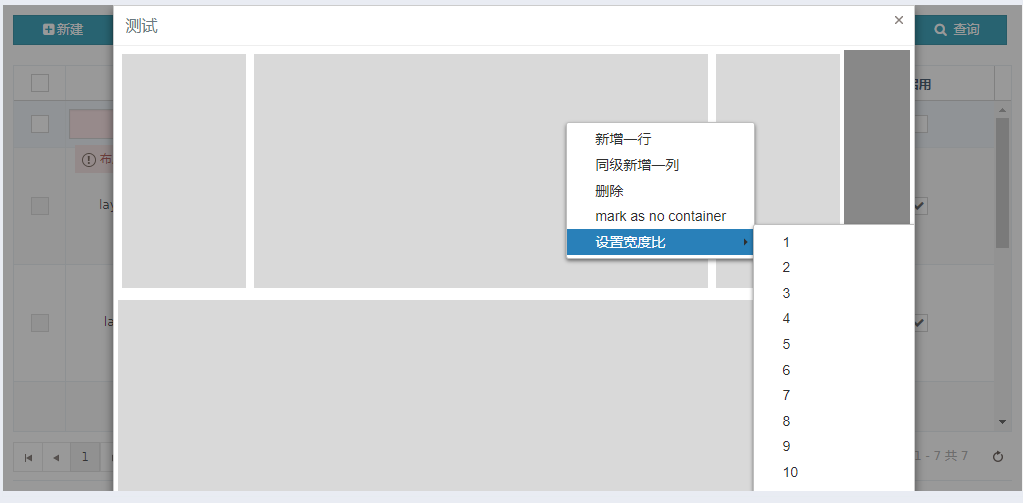 新建
测试
×
查询
启用
布
lay
la
新增一行
同级新增一列
删除
mark as no container
设置宽度比
1
2
3
4
5
6
7
8
9
10
1
1 - 7 共 7